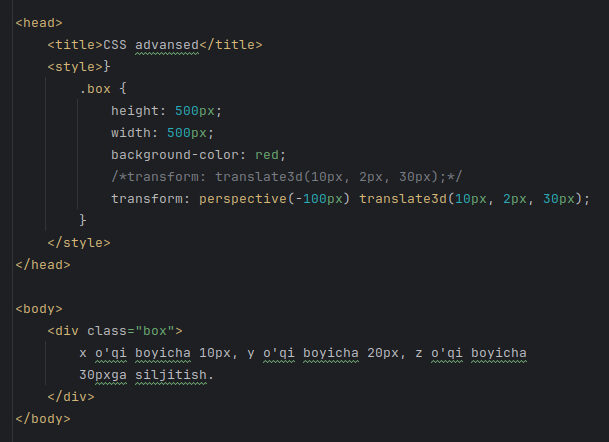 <head>
<title>CSS advansed</title>
<style>}
.box {
height: 500px;
width: 500px;
background-color: red;
/*transform: translate3d(10px, 2px, 30px);*/
transform: perspective(-100px) translate3d(10px, 2px, 30px);
}
</style>
</head>
<body>
<div class="box">
x o'qi boyicha 10px, y o'qi boyicha 20px, z o'qi boyicha
30pxga siljitish.
</div>
</body>